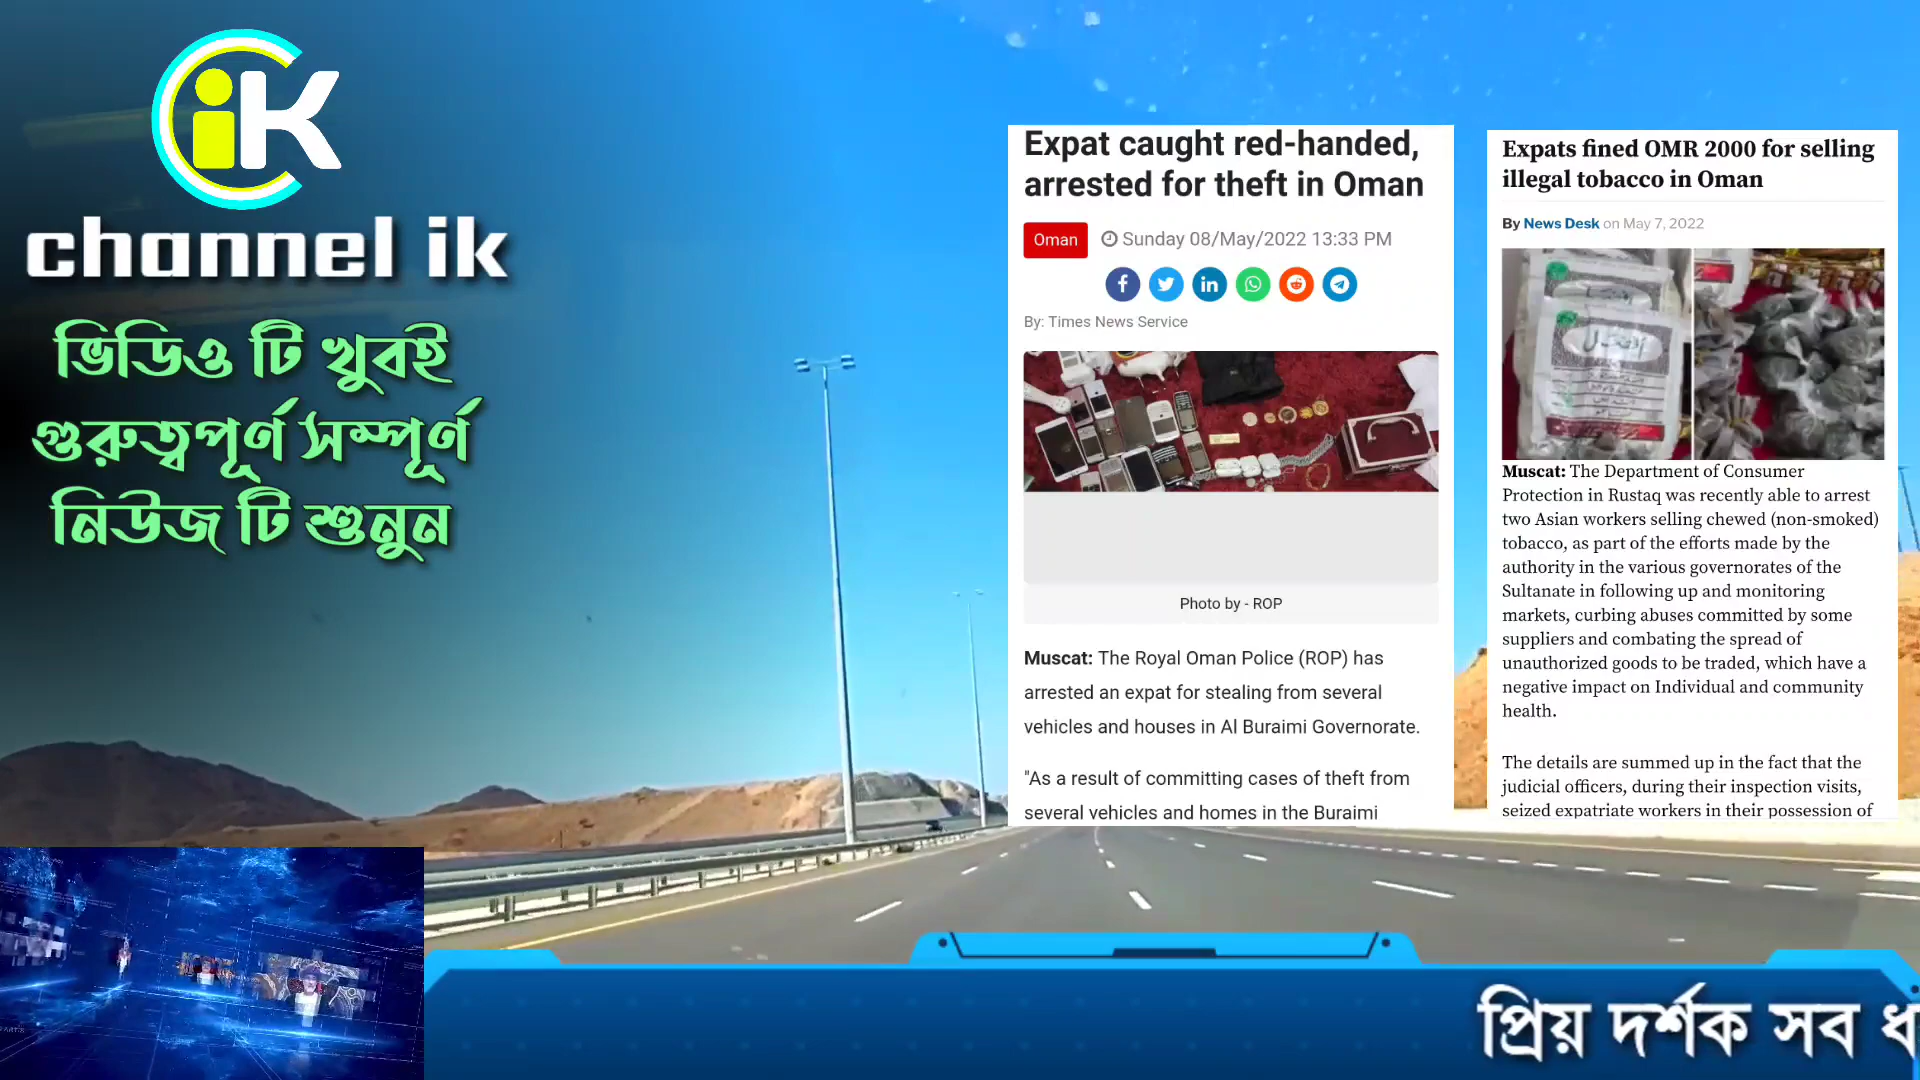 iK
channel ik
ভিডিও টি খুবই
গুরুত্বপূর্ণ সম্পূর্ণ
নিউজ টি শুনুন
Expat caught red-handed,
arrested for theft in Oman
Oman Sunday 08/May/2022 13:33 PM
By: Times News Service
Photo by - ROP
Muscat: The Royal Oman Police (ROP) has
arrested an expat for stealing from several
vehicles and houses in Al Buraimi Governorate.
"As a result of committing cases of theft from
several vehicles and homes in the Buraimi
Expats fined OMR 2000 for selling
illegal tobacco in Oman
By News Desk on May 7, 2022
Muscat: The Department of Consumer
Protection in Rustaq was recently able to arrest
two Asian workers selling chewed (non-smoked)
tobacco, as part of the efforts made by the
authority in the various governorates of the
Sultanate in following up and monitoring
markets, curbing abuses committed by some
suppliers and combating the spread of
unauthorized goods to be traded, which have a
negative impact on Individual and community
health.
The details are summed up in the fact that the
judicial officers, during their inspection visits,
seized expatriate workers in their possession of
প্রিয় দর্শক সব ধ